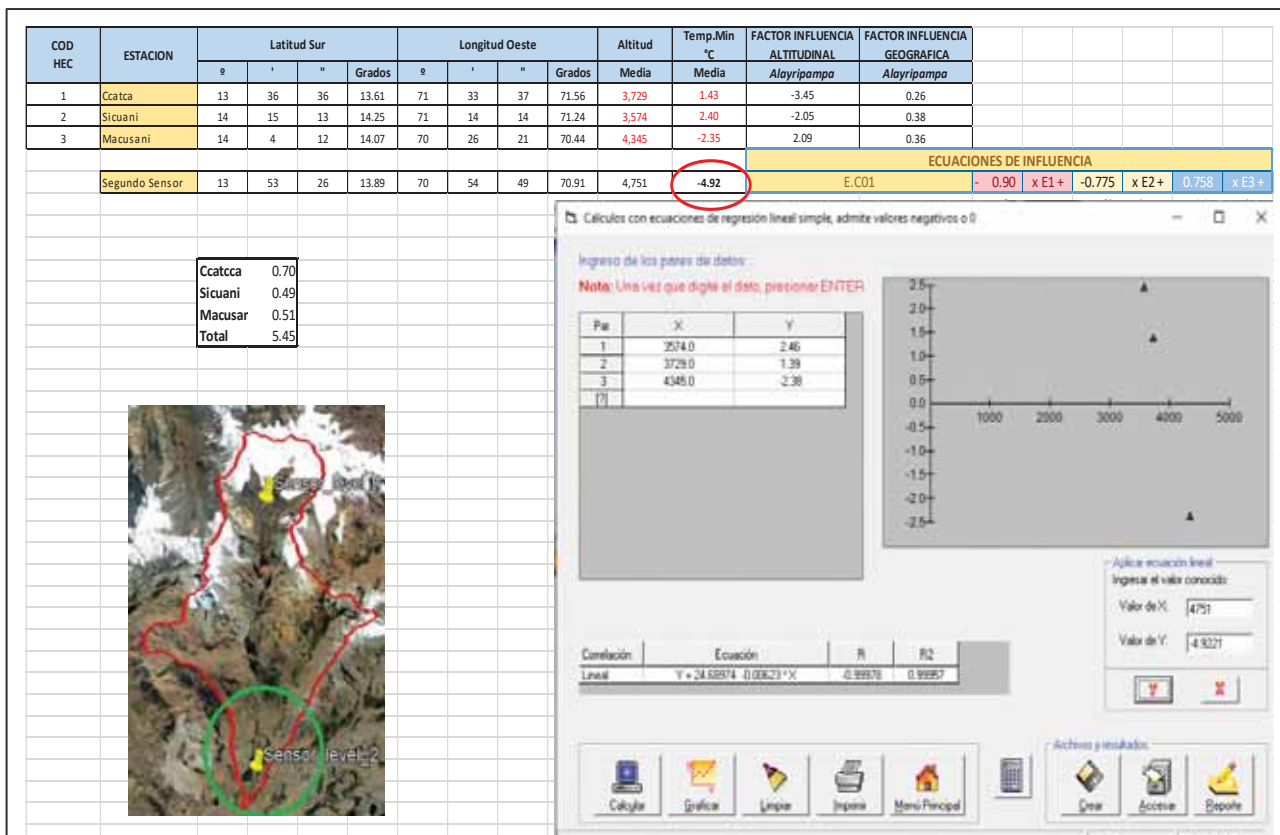 COD HEC ESTACION Latitud Sur Longitud Oeste Altitud Temp.Min °C FACTOR INFLUENCIA ALTITUDINAL FACTOR INFLUENCIA GEOGRAFICA
º ' " Grados º ' " Grados Media Media Alayripampa Alayripampa
1 Ccatca 13 36 36 13.61 71 33 37 71.56 3,729 1.43 -3.45 0.26
2 Sicuani 14 15 13 14.25 71 14 14 71.24 3,574 2.40 -2.05 0.38
3 Macusani 14 4 12 14.07 70 26 21 70.44 4,345 -2.35 2.09 0.36
ECUACIONES DE INFLUENCIA
Segundo Sensor 13 53 26 13.89 70 54 49 70.91 4,751 -4.92 E.C01 - 0.90 x E1 + -0.775 x E2 + 0.758 x E3 +
Ccatcca 0.70
Sicuani 0.49
Macusar 0.51
Total 5.45
Sensor_level_2
Cálculos con ecuaciones de regresión lineal simple, admite valores negativos o 0
Ingreso de los pares de datos
Nota: Una vez que digite el dato, presionar ENTER
Par X Y
1 3574.0 2.46
2 3729.0 1.39
3 4345.0 -2.38
[?]
2.5
2.0
1.5
1.0
0.5
0.0
-0.5
-1.0
-1.5
-2.0
-2.5
1000 2000 3000 4000 5000
Aplicar ecuación lineal
Ingresar el valor conocido:
Valor de X: 4751
Valor de Y: -4.9221
Y X
Correlación Ecuación R R2
Lineal Y = 24.68974 -0.00623 * X -0.99978 0.99957
Calcular Graficar Limpiar Imprimir Menú Principal
Archivos y resultados
Crear Accesar Reporte